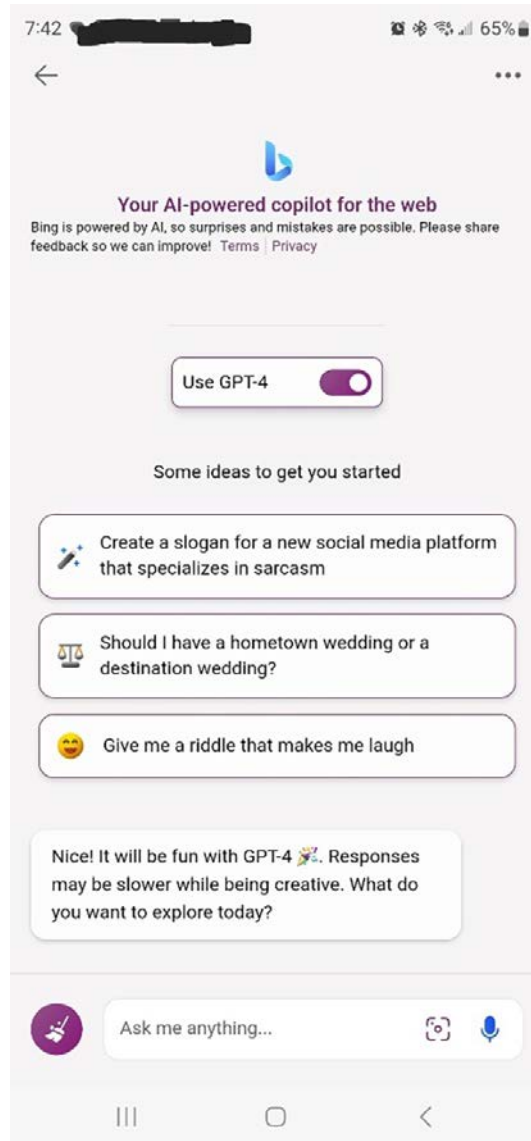 7:42 65%
Your AI-powered copilot for the web
Bing is powered by AI, so surprises and mistakes are possible. Please share
feedback so we can improve! Terms | Privacy
Use GPT-4
Some ideas to get you started
Create a slogan for a new social media platform
that specializes in sarcasm
Should I have a hometown wedding or a
destination wedding?
Give me a riddle that makes me laugh
Nice! It will be fun with GPT-4 🎉. Responses
may be slower while being creative. What do
you want to explore today?
Ask me anything...